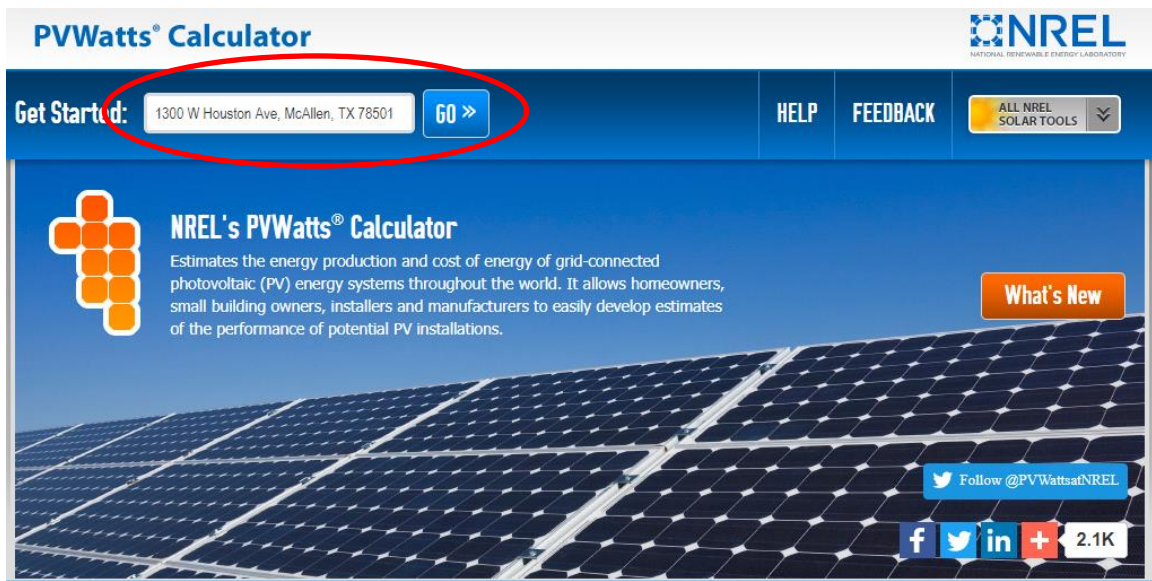 PVWatts® Calculator
NREL
NATIONAL RENEWABLE ENERGY LABORATORY
Get Started:
1300 W Houston Ave, McAllen, TX 78501
GO »
HELP
FEEDBACK
ALL NREL
SOLAR TOOLS
NREL's PVWatts® Calculator
Estimates the energy production and cost of energy of grid-connected
photovoltaic (PV) energy systems throughout the world. It allows homeowners,
small building owners, installers and manufacturers to easily develop estimates
of the performance of potential PV installations.
What's New
Follow @PVWattsatNREL
f
in
+
2.1K